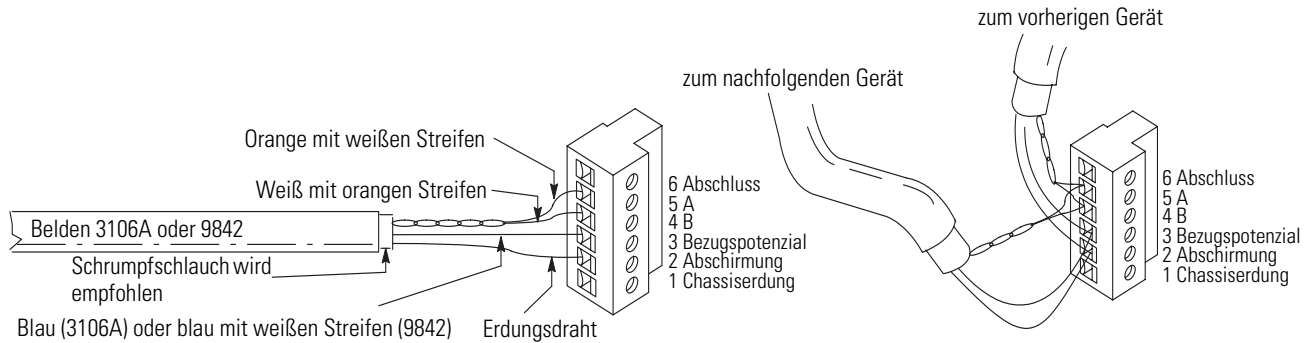 zum vorherigen Gerät
zum nachfolgenden Gerät
Orange mit weißen Streifen
Weiß mit orangen Streifen
Belden 3106A oder 9842
Schrumpfschlauch wird
empfohlen
Blau (3106A) oder blau mit weißen Streifen (9842)
Erdungsdraht
6 Abschluss
5 A
4 B
3 Bezugspotenzial
2 Abschirmung
1 Chassiserdung
6 Abschluss
5 A
4 B
3 Bezugspotenzial
2 Abschirmung
1 Chassiserdung